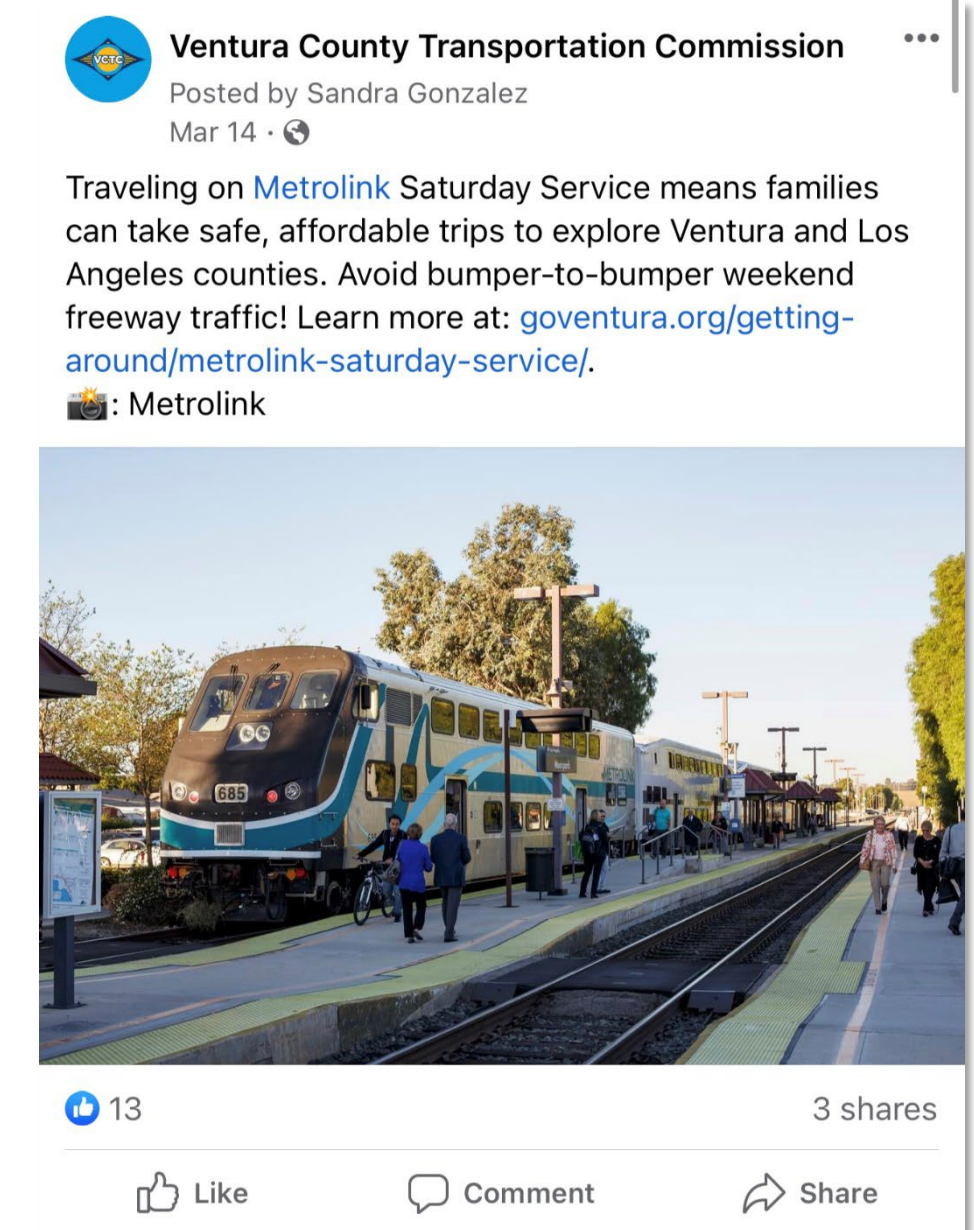 VCTC
Ventura County Transportation Commission
Posted by Sandra Gonzalez
Mar 14 ·
Traveling on Metrolink Saturday Service means families
can take safe, affordable trips to explore Ventura and Los
Angeles counties. Avoid bumper-to-bumper weekend
freeway traffic! Learn more at: goventura.org/getting-
around/metrolink-saturday-service/.
📸: Metrolink
685
METROLINK
Moorpark
13
3 shares
Like
Comment
Share